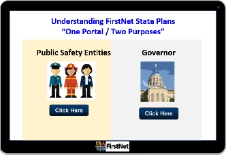 Understanding FirstNet State Plans
"One Portal / Two Purposes"
Public Safety Entities
Governor
Click Here
Click Here
FirstNet